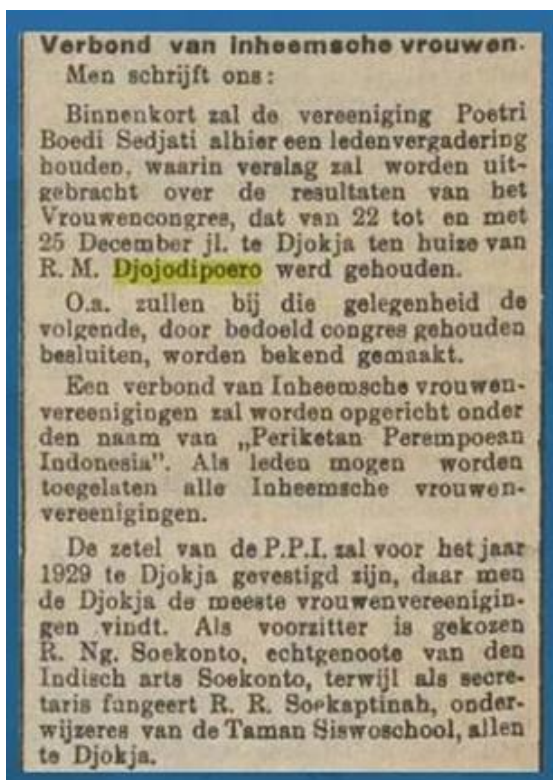 Verbond van Inheemsche vrouwen.
Men schrijft ons:
Binnenkort zal de vereeniging Poetri
Boedi Sedjati alhier een ledenvergadering
houden, waarin verslag zal worden uit-
gebracht over de resultaten van het
Vrouwencongres, dat van 22 tot en met
25 December jl. te Djokja ten huize van
R. M. Djojodipoero werd gehouden.
O.a. zullen bij die gelegenheid de
volgende, door bedoeld congres gehouden
besluiten, worden bekend gemaakt.
Een verbond van Inheemsche vrouwen-
vereenigingen zal worden opgericht onder
den naam van „Periketan Perempoean
Indonesia". Als leden mogen worden
toegelaten alle Inheemsche vrouwen-
vereenigingen.
De zetel van de P.P.I. zal voor het jaar
1929 te Djokja gevestigd zijn, daar men
de Djokja de meeste vrouwenvereenigin-
gen vindt. Als voorzitter is gekozen
R. Ng. Soekonto, echtgenoote van den
Indisch arts Soekonto, terwijl als secre-
taris fungeert R. R. Soekaptinah, onder-
wijzeres van de Taman Siswoschool, allen
te Djokja.